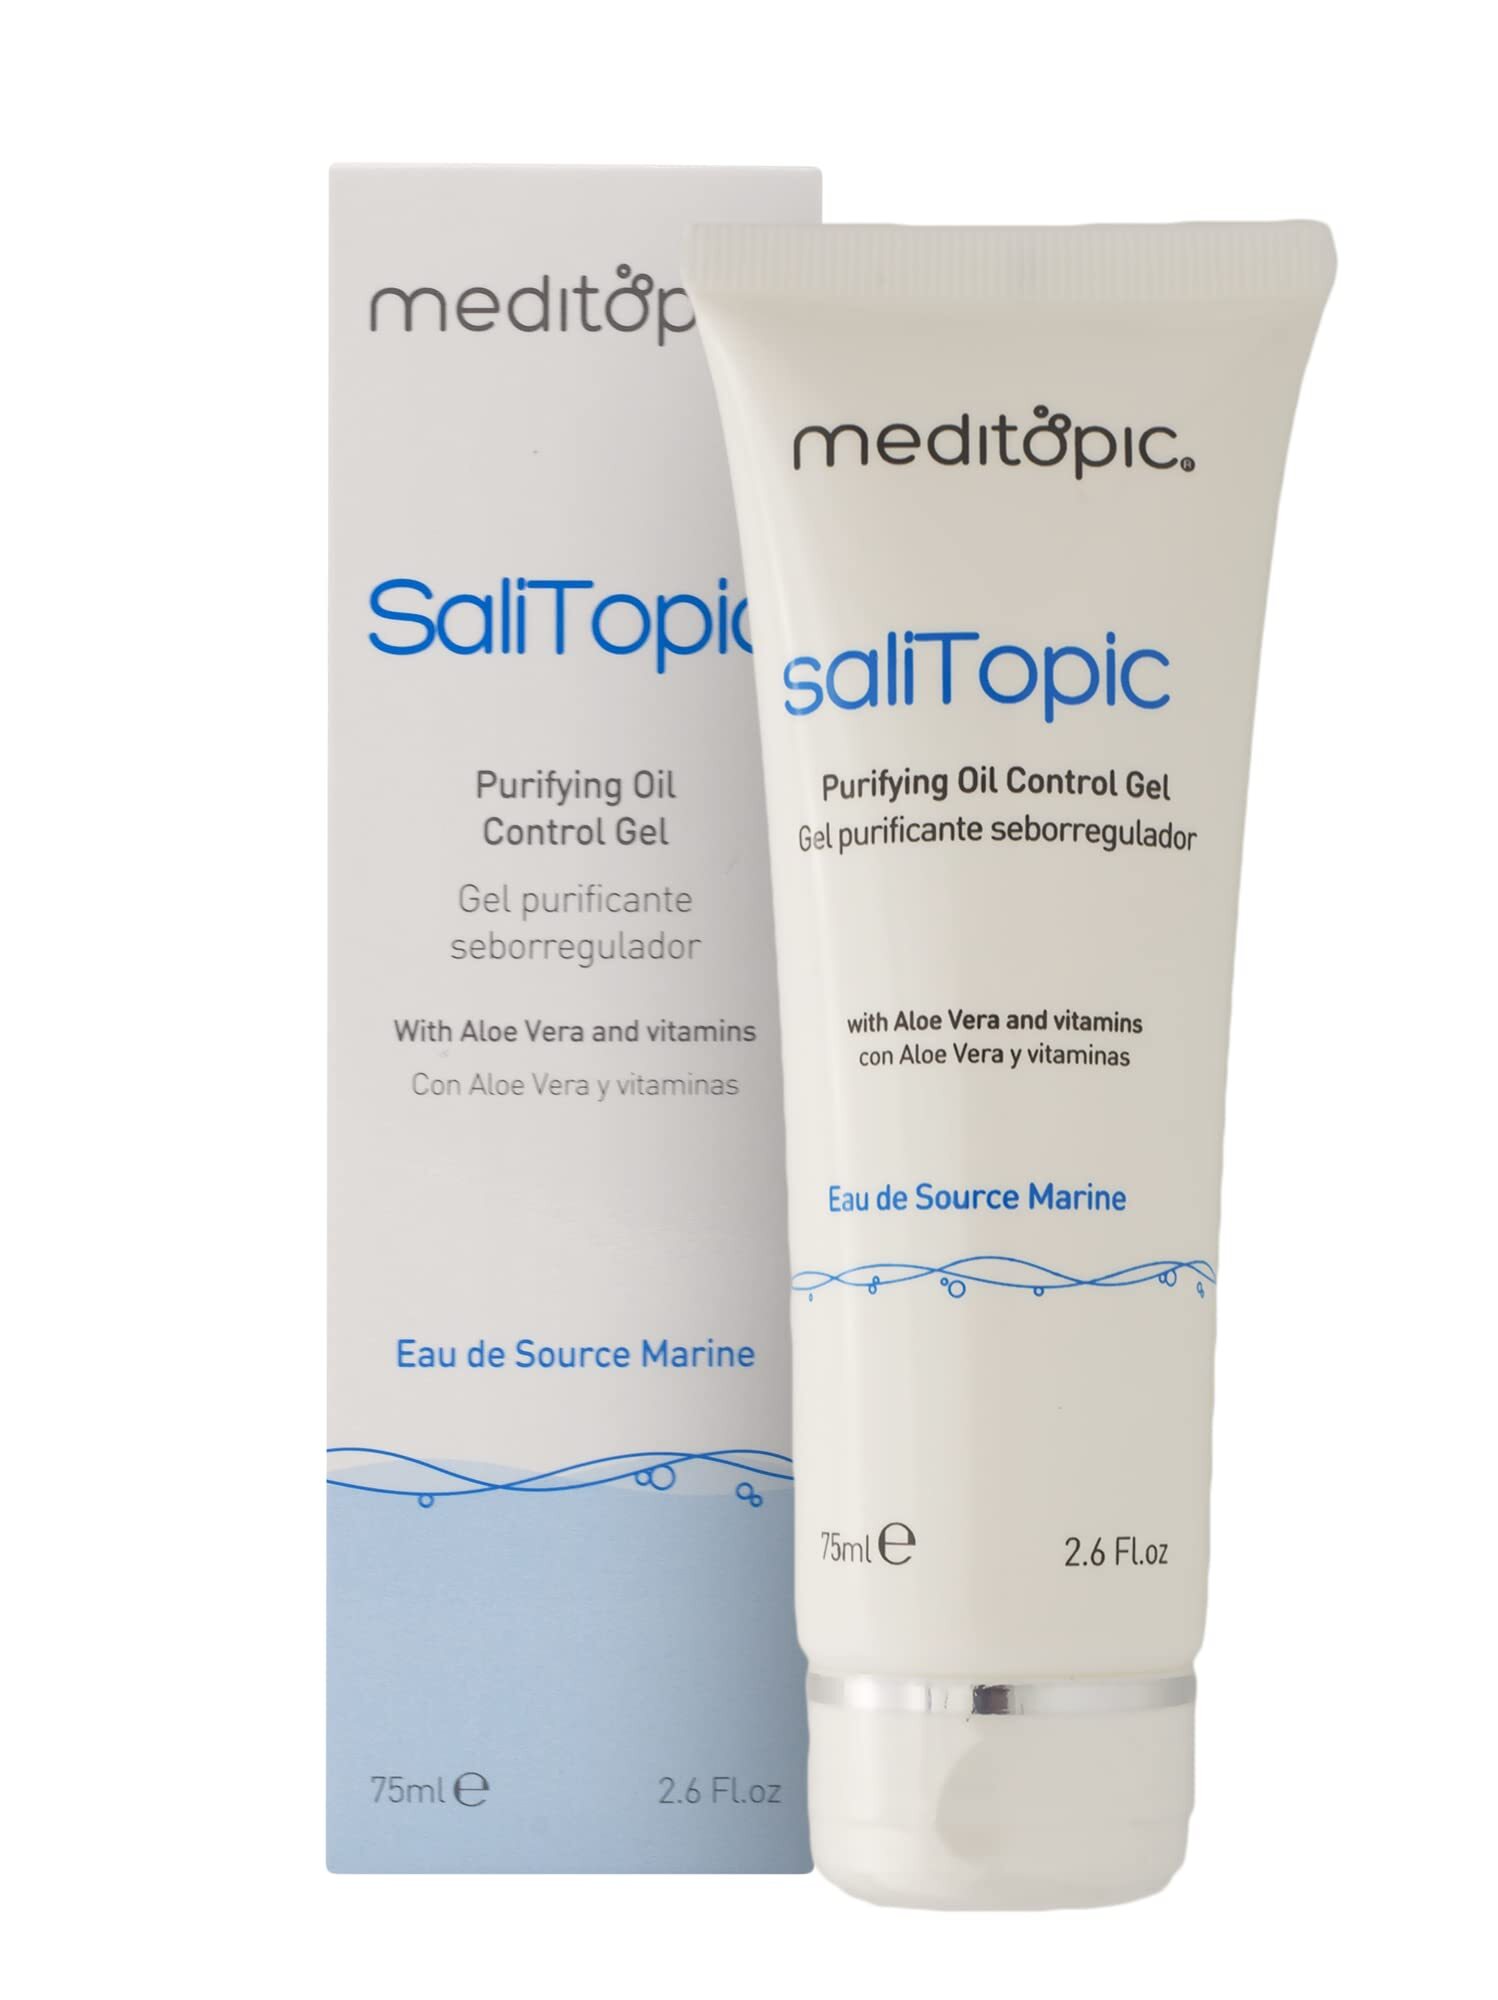 meditop
SaliTopic
Purifying Oil
Control Gel
Gel purificante
seborregulador
With Aloe Vera and vitamins
Con Aloe Vera y vitaminas
Eau de Source Marine
75ml ℮ 2.6 Fl.oz
meditopic®
saliTopic
Purifying Oil Control Gel
Gel purificante seborregulador
with Aloe Vera and vitamins
con Aloe Vera y vitaminas
Eau de Source Marine
75ml ℮ 2.6 Fl.oz